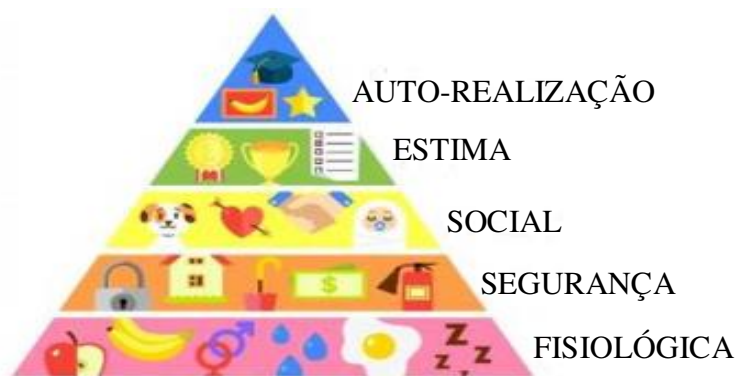 AUTO-REALIZAÇÃO
ESTIMA
SOCIAL
SEGURANÇA
$
FISIOLÓGICA
Z
Z
Z